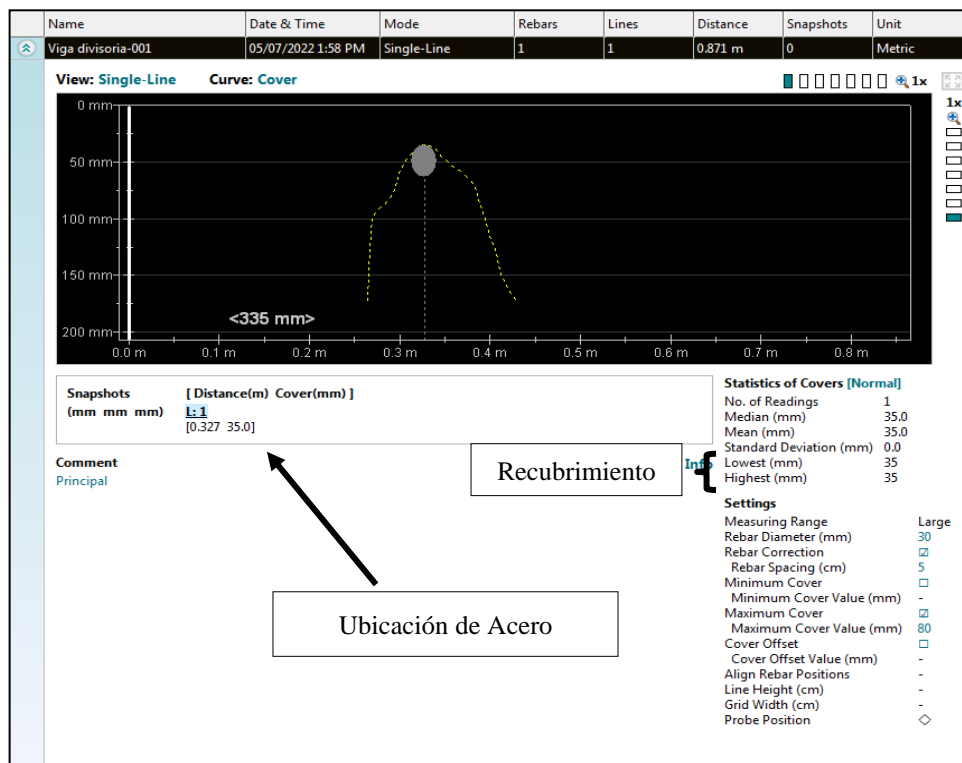 Name Date & Time Mode Rebars Lines Distance Snapshots Unit
Viga divisoria-001 05/07/2022 1:58 PM Single-Line 1 1 0.871 m 0 Metric
View: Single-Line Curve: Cover 1x
1x
0 mm
50 mm
100 mm
150 mm
200 mm
<335 mm>
0.0 m 0.1 m 0.2 m 0.3 m 0.4 m 0.5 m 0.6 m 0.7 m 0.8 m
Snapshots [ Distance(m) Cover(mm) ]
(mm mm mm) L: 1
[0.327 35.0]
Comment
Principal
Recubrimiento
Info
Ubicación de Acero
Statistics of Covers [Normal]
No. of Readings 1
Median (mm) 35.0
Mean (mm) 35.0
Standard Deviation (mm) 0.0
Lowest (mm) 35
Highest (mm) 35
Settings
Measuring Range Large
Rebar Diameter (mm) 30
Rebar Correction ☑
Rebar Spacing (cm) 5
Minimum Cover ☐
Minimum Cover Value (mm) -
Maximum Cover ☑
Maximum Cover Value (mm) 80
Cover Offset ☐
Cover Offset Value (mm) -
Align Rebar Positions -
Line Height (cm) -
Grid Width (cm) -
Probe Position ◇